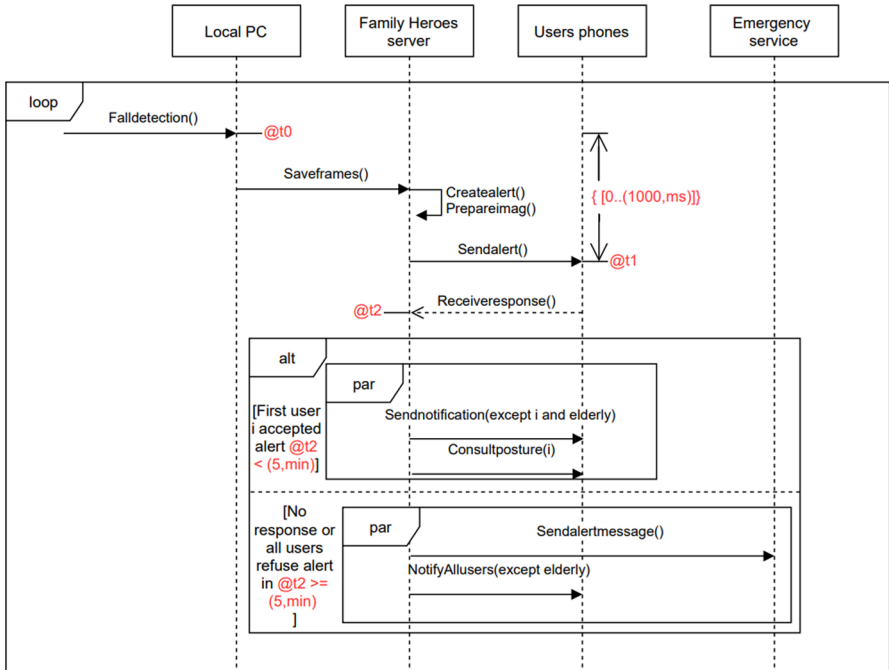 Local PC
Family Heroes
server
Users phones
Emergency
service
loop
Falldetection()
@t0
Saveframes()
Createalert()
Prepareimag()
{ [0..(1000,ms)]}
Sendalert()
@t1
Receiveresponse()
@t2
alt
par
[First user
i accepted
alert @t2
< (5,min)]
Sendnotification(except i and elderly)
Consultposture(i)
[No
response or
all users
refuse alert
in @t2 >=
(5,min)
]
par
Sendalertmessage()
NotifyAllusers(except elderly)